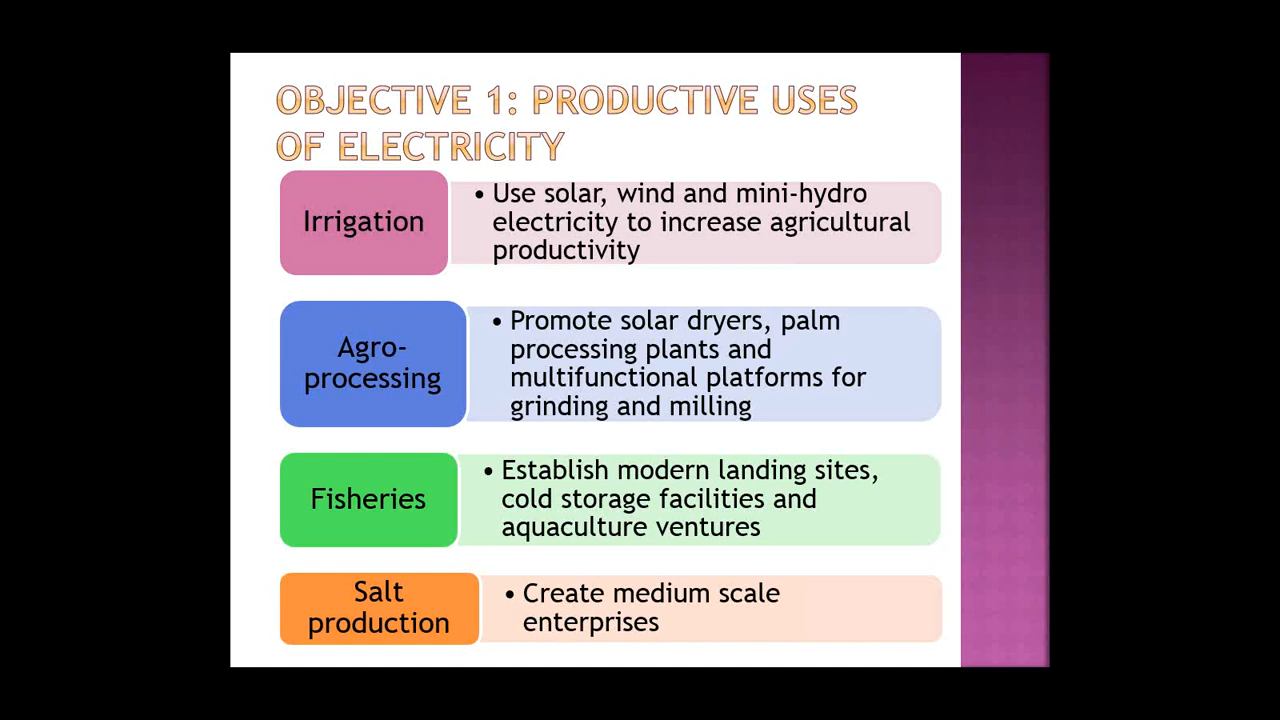 OBJECTIVE 1: PRODUCTIVE USES
OF ELECTRICITY
Irrigation
• Use solar, wind and mini-hydro
electricity to increase agricultural
productivity
Agro-
processing
• Promote solar dryers, palm
processing plants and
multifunctional platforms for
grinding and milling
Fisheries
• Establish modern landing sites,
cold storage facilities and
aquaculture ventures
Salt
production
• Create medium scale
enterprises